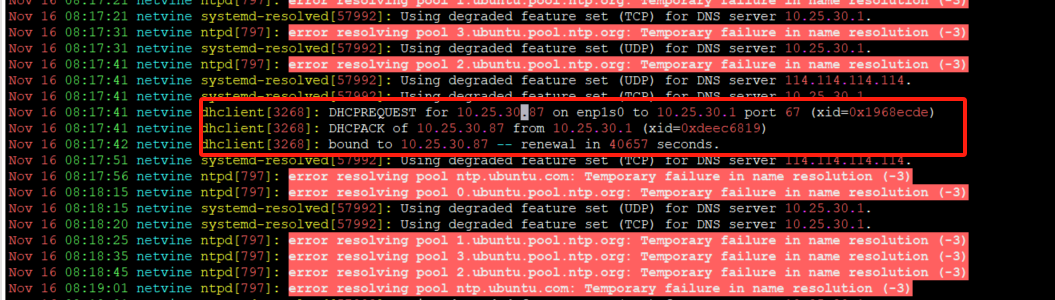 Nov 16 08:17:21 netvine ntpd[797]: error resolving pool 1.ubuntu.pool.ntp.org: Temporary failure in name resolution (-3)
Nov 16 08:17:31 netvine systemd-resolved[57992]: Using degraded feature set (TCP) for DNS server 10.25.30.1.
Nov 16 08:17:31 netvine ntpd[797]: error resolving pool 3.ubuntu.pool.ntp.org: Temporary failure in name resolution (-3)
Nov 16 08:17:31 netvine systemd-resolved[57992]: Using degraded feature set (UDP) for DNS server 10.25.30.1.
Nov 16 08:17:41 netvine ntpd[797]: error resolving pool 2.ubuntu.pool.ntp.org: Temporary failure in name resolution (-3)
Nov 16 08:17:41 netvine systemd-resolved[57992]: Using degraded feature set (UDP) for DNS server 114.114.114.114.
Nov 16 08:17:41 netvine systemd-resolved[57992]: Using degraded feature set (TCP) for DNS server 10.25.30.1.
Nov 16 08:17:41 netvine dhclient[3268]: DHCPREQUEST for 10.25.30.87 on enp1s0 to 10.25.30.1 port 67 (xid=0x1968ecde)
Nov 16 08:17:41 netvine dhclient[3268]: DHCPACK of 10.25.30.87 from 10.25.30.1 (xid=0xdeec6819)
Nov 16 08:17:42 netvine dhclient[3268]: bound to 10.25.30.87 -- renewal in 40657 seconds.
Nov 16 08:17:51 netvine systemd-resolved[57992]: Using degraded feature set (TCP) for DNS server 114.114.114.114.
Nov 16 08:17:56 netvine ntpd[797]: error resolving pool ntp.ubuntu.com: Temporary failure in name resolution (-3)
Nov 16 08:18:15 netvine ntpd[797]: error resolving pool 0.ubuntu.pool.ntp.org: Temporary failure in name resolution (-3)
Nov 16 08:18:15 netvine systemd-resolved[57992]: Using degraded feature set (UDP) for DNS server 10.25.30.1.
Nov 16 08:18:20 netvine systemd-resolved[57992]: Using degraded feature set (TCP) for DNS server 10.25.30.1.
Nov 16 08:18:25 netvine ntpd[797]: error resolving pool 1.ubuntu.pool.ntp.org: Temporary failure in name resolution (-3)
Nov 16 08:18:35 netvine ntpd[797]: error resolving pool 3.ubuntu.pool.ntp.org: Temporary failure in name resolution (-3)
Nov 16 08:18:45 netvine ntpd[797]: error resolving pool 2.ubuntu.pool.ntp.org: Temporary failure in name resolution (-3)
Nov 16 08:19:01 netvine ntpd[797]: error resolving pool ntp.ubuntu.com: Temporary failure in name resolution (-3)